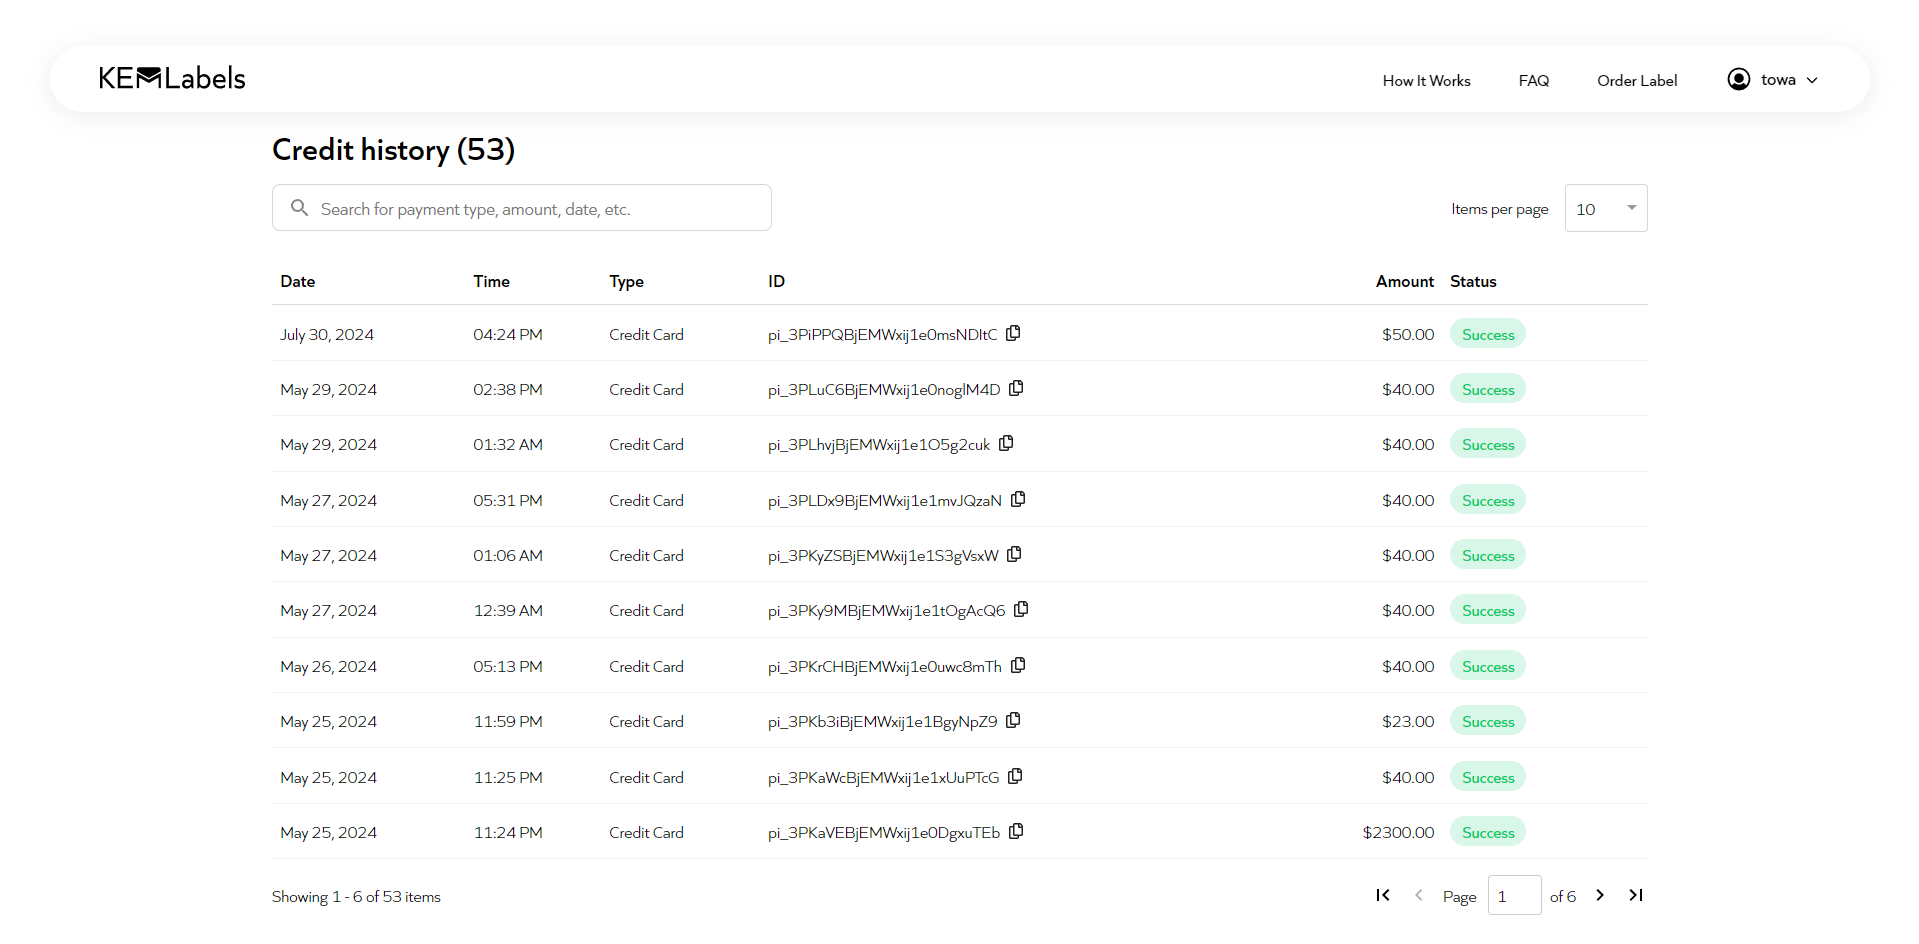 KEMLabels How It Works FAQ Order Label towa
Credit history (53)
Search for payment type, amount, date, etc. Items per page 10
Date Time Type ID Amount Status
July 30, 2024 04:24 PM Credit Card pi_3PiPPQBjEMWxij1e0msNDltC $50.00 Success
May 29, 2024 02:38 PM Credit Card pi_3PLuC6BjEMWxij1e0noglM4D $40.00 Success
May 29, 2024 01:32 AM Credit Card pi_3PLhvjBjEMWxij1e1O5g2cuk $40.00 Success
May 27, 2024 05:31 PM Credit Card pi_3PLDx9BjEMWxij1e1mvJQzaN $40.00 Success
May 27, 2024 01:06 AM Credit Card pi_3PKyZSBjEMWxij1e1S3gVsxW $40.00 Success
May 27, 2024 12:39 AM Credit Card pi_3PKy9MBjEMWxij1e1tOgAcQ6 $40.00 Success
May 26, 2024 05:13 PM Credit Card pi_3PKrCHBjEMWxij1e0uwc8mTh $40.00 Success
May 25, 2024 11:59 PM Credit Card pi_3PKb3iBjEMWxij1e1BgyNpZ9 $23.00 Success
May 25, 2024 11:25 PM Credit Card pi_3PKaWcBjEMWxij1e1xUuPTcG $40.00 Success
May 25, 2024 11:24 PM Credit Card pi_3PKaVEBjEMWxij1e0DgxuTEb $2300.00 Success
Showing 1 - 6 of 53 items Page 1 of 6